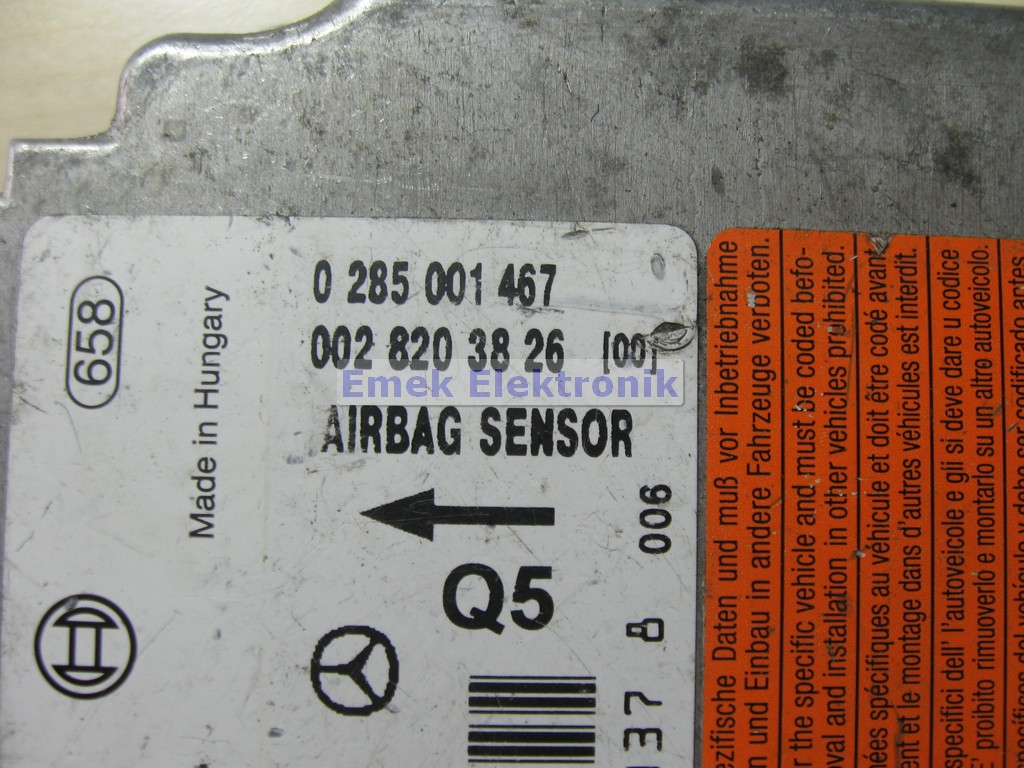 0 285 001 467
002 820 38 26 [00]
Emek Elektronik
AIRBAG SENSOR
658
Made in Hungary
Q5
006
8
037
ezifische Daten und muß vor Inbetriebnahme
n und Einbau in andere Fahrzeuge verboten.
r the specific vehicle and must be coded befo-
oval and installation in other vehicles prohibited.
nées spécifiques au véhicule et doit être codé avant
ent et le montage dans d'autres véhicules est interdit.
specifici dell' l'autoveicolo e gli si deve dare u codice
E' proibito rimuoverlo e montarlo su un altro autoveicolo.